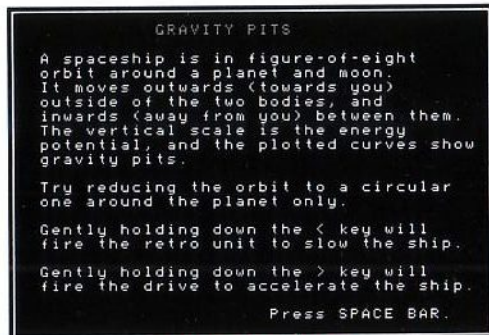 GRAVITY PITS
A spaceship is in figure-of-eight
orbit around a planet and moon.
It moves outwards (towards you)
outside of the two bodies, and
inwards (away from you) between them.
The vertical scale is the energy
potential, and the plotted curves show
gravity pits.
Try reducing the orbit to a circular
one around the planet only.
Gently holding down the < key will
fire the retro unit to slow the ship.
Gently holding down the > key will
fire the drive to accelerate the ship.
Press SPACE BAR.